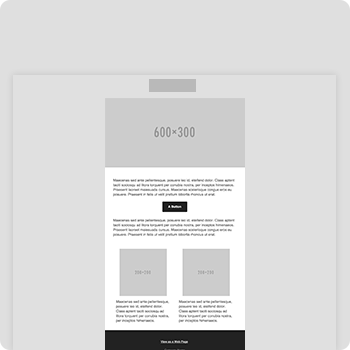 600×300
Maecenas sed ante pellentesque, posuere leo id, eleifend dolor. Class aptent
taciti sociosqu ad litora torquent per conubia nostra, per inceptos himenaeos.
Praesent laoreet malesuada cursus. Maecenas scelerisque congue eros eu
posuere. Praesent in felis ut velit pretium lobortis rhoncus ut erat.
A Button
Maecenas sed ante pellentesque, posuere leo id, eleifend dolor. Class aptent
taciti sociosqu ad litora torquent per conubia nostra, per inceptos himenaeos.
Praesent laoreet malesuada cursus. Maecenas scelerisque congue eros eu
posuere. Praesent in felis ut velit pretium lobortis rhoncus ut erat.
Maecenas sed ante pellentesque,
posuere leo id, eleifend dolor.
Class aptent taciti sociosqu ad
litora torquent per conubia nostra,
per inceptos himenaeos.
Maecenas sed ante pellentesque,
posuere leo id, eleifend dolor.
Class aptent taciti sociosqu ad
litora torquent per conubia nostra,
per inceptos himenaeos.
View as a Web Page